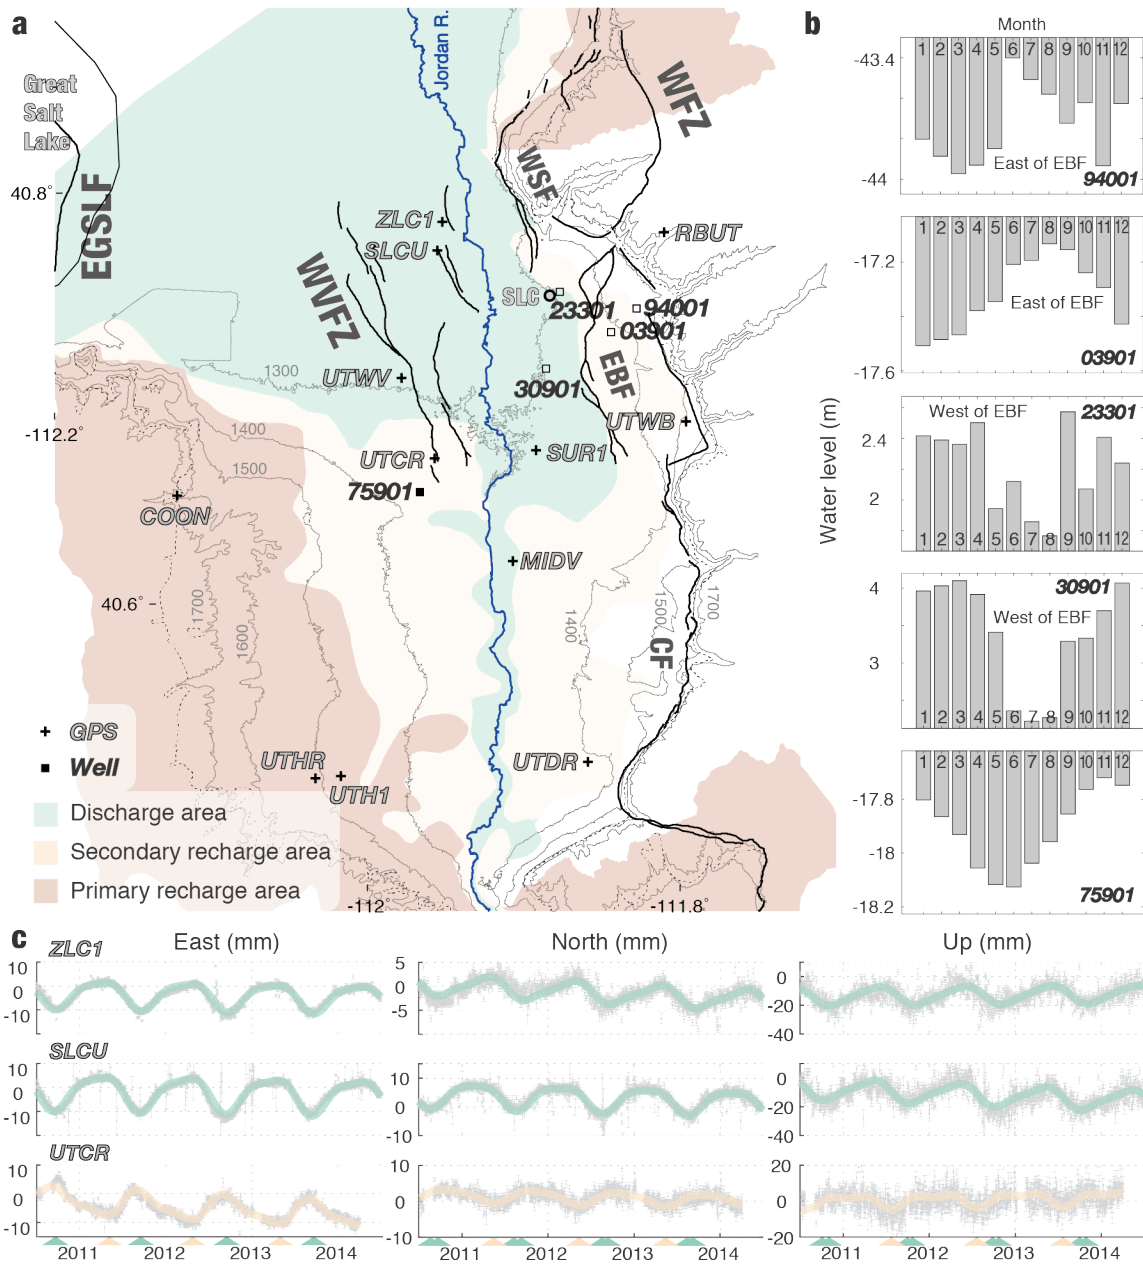 a
Jordan R.
Great
Salt
Lake
EGSLF
40.8°
WFZ
WSF
ZLC1
SLCU
RBUT
WVFZ
SLC
23301
94001
03901
EBF
UTWV
1300
30901
-112.2°
1400
UTWB
1500
UTCR
SUR1
75901
COON
MIDV
40.6°
1700
1600
1400
1500
1700
CF
GPS
Well
UTHR
UTH1
UTDR
Discharge area
Secondary recharge area
Primary recharge area
-112°
-111.8°
b
Month
Water level (m)
-43.4
1 2 3 4 5 6 7 8 9 10 11 12
East of EBF
-44
94001
1 2 3 4 5 6 7 8 9 10 11 12
-17.2
East of EBF
03901
-17.6
West of EBF
23301
2.4
2
1 2 3 4 5 6 7 8 9 10 11 12
4
30901
West of EBF
3
1 2 3 4 5 6 7 8 9 10 11 12
1 2 3 4 5 6 7 8 9 10 11 12
-17.8
-18
75901
-18.2
c
East (mm) North (mm) Up (mm)
ZLC1
10 0 -10
5 0 -5
0 -20 -40
SLCU
10 0 -10
10 0 -10
0 -20 -40
UTCR
10 0 -10
10 0 -10
20 0 -20
2011 2012 2013 2014
2011 2012 2013 2014
2011 2012 2013 2014